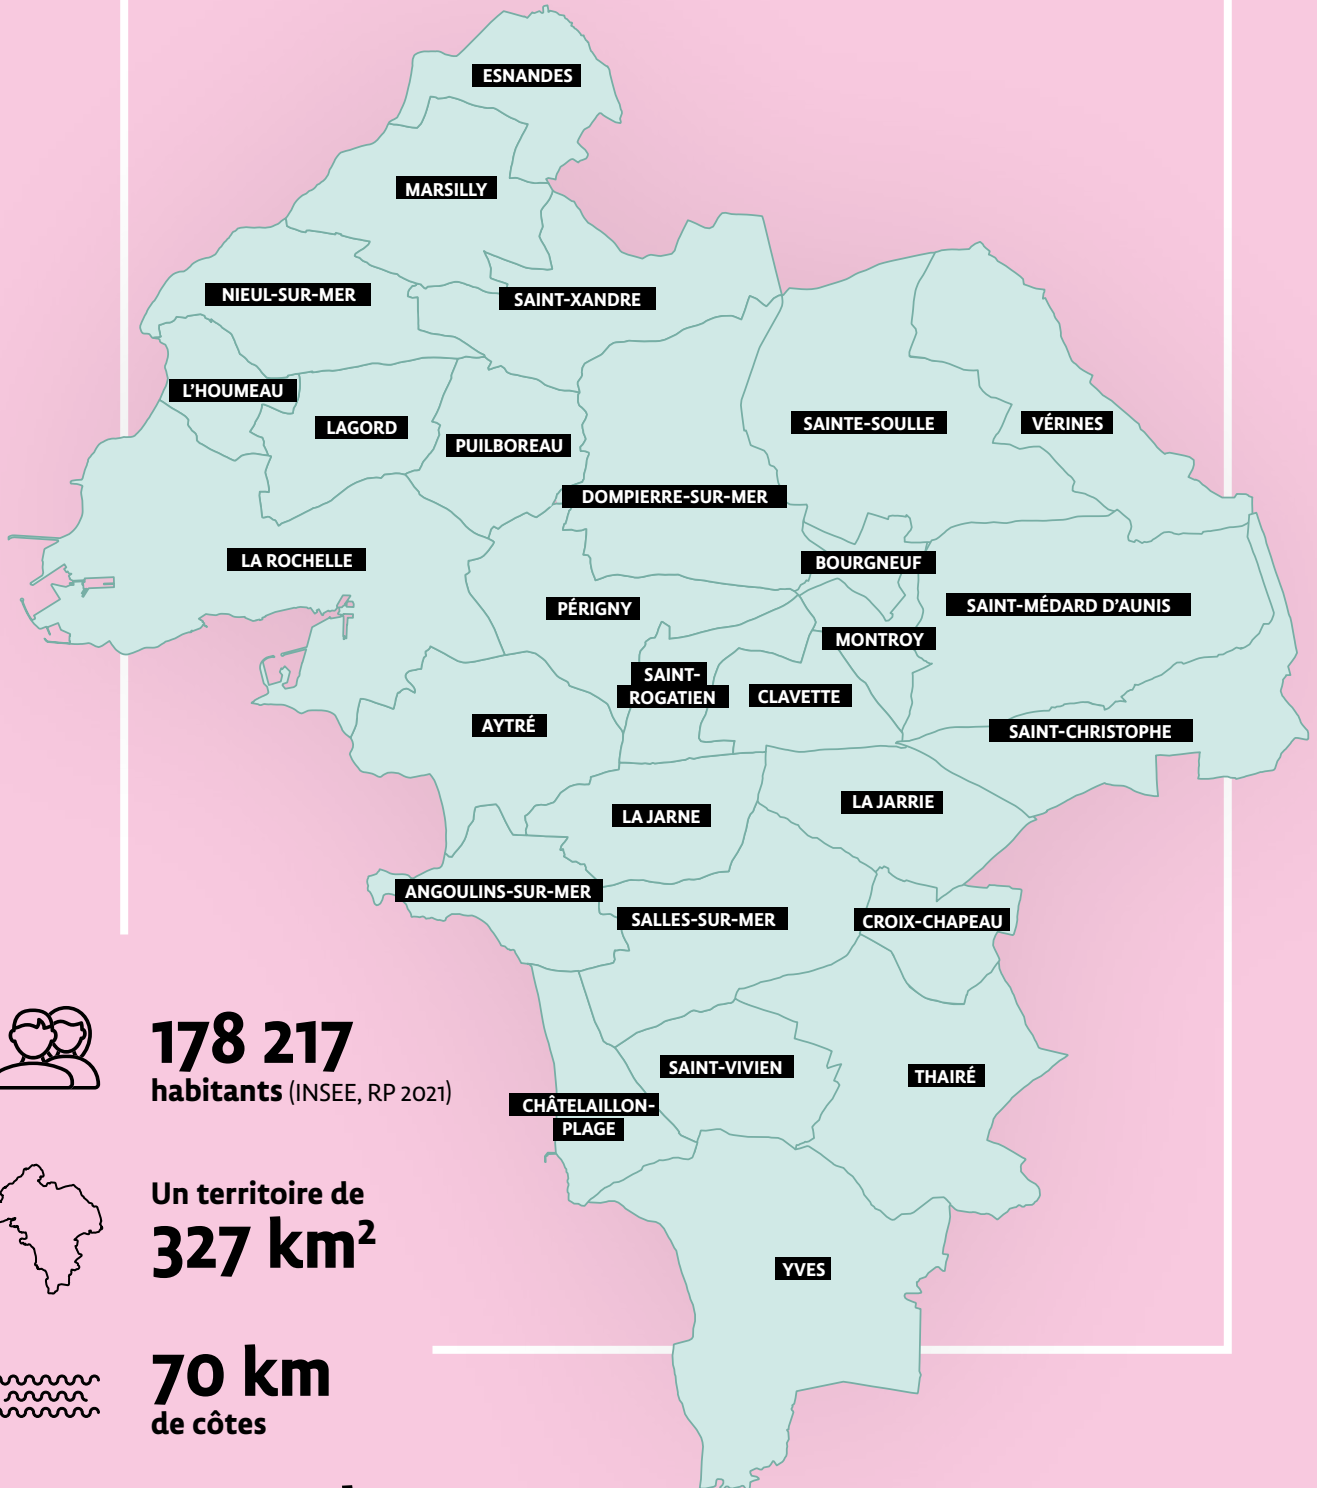 ESNANDES
MARSILLY
NIEUL-SUR-MER
SAINT-XANDRE
L'HOUMEAU
LAGORD
PUILBOREAU
SAINTE-SOULLE
VÉRINES
DOMPIERRE-SUR-MER
LA ROCHELLE
BOURGNEUF
PÉRIGNY
SAINT-MÉDARD D'AUNIS
MONTROY
SAINT-
ROGATIEN
CLAVETTE
AYTRÉ
SAINT-CHRISTOPHE
LA JARNE
LA JARRIE
ANGOULINS-SUR-MER
SALLES-SUR-MER
CROIX-CHAPEAU
SAINT-VIVIEN
THAIRÉ
CHÂTELAILLON-
PLAGE
YVES
178 217
habitants (INSEE, RP 2021)
Un territoire de
327 km²
70 km
de côtes